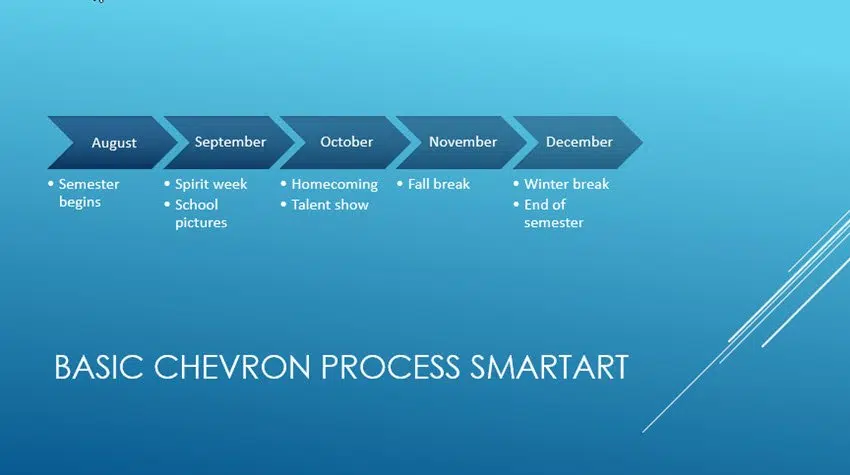 August
September
October
November
December
• Semester
begins
• Spirit week
• School
pictures
• Homecoming
• Talent show
• Fall break
• Winter break
• End of
semester
BASIC CHEVRON PROCESS SMARTART